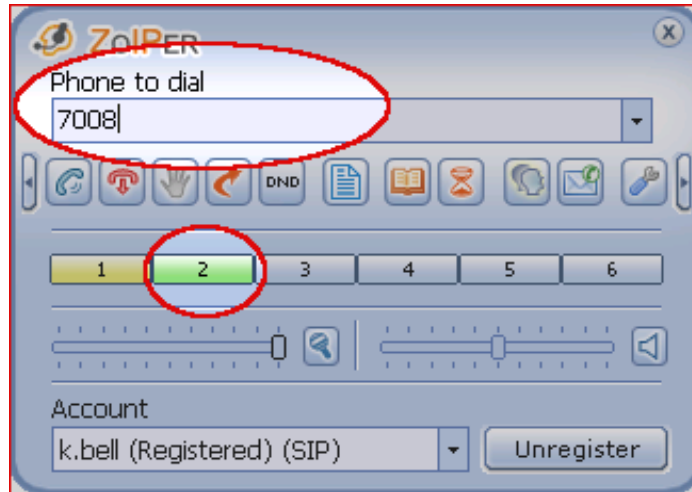 ZoIPER
Phone to dial
7008
DND
1 2 3 4 5 6
Account
k.bell (Registered) (SIP) Unregister